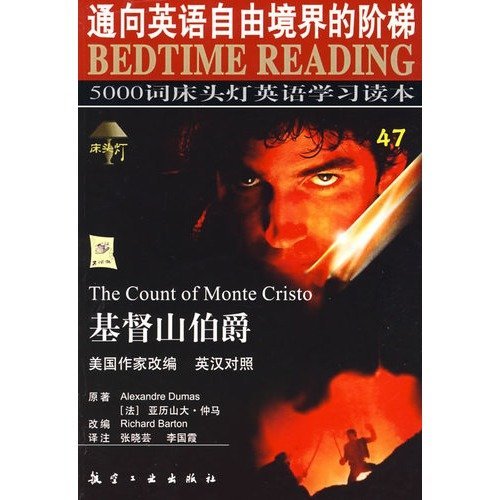 通向英语自由境界的阶梯
BEDTIME READING
5000词床头灯英语学习读本
床头灯
47
The Count of Monte Cristo
基督山伯爵
美国作家改编 英汉对照
原著 Alexandre Dumas
[法] 亚历山大·仲马
改编 Richard Barton
译注 张晓芸 李国霞
航空工业出版社